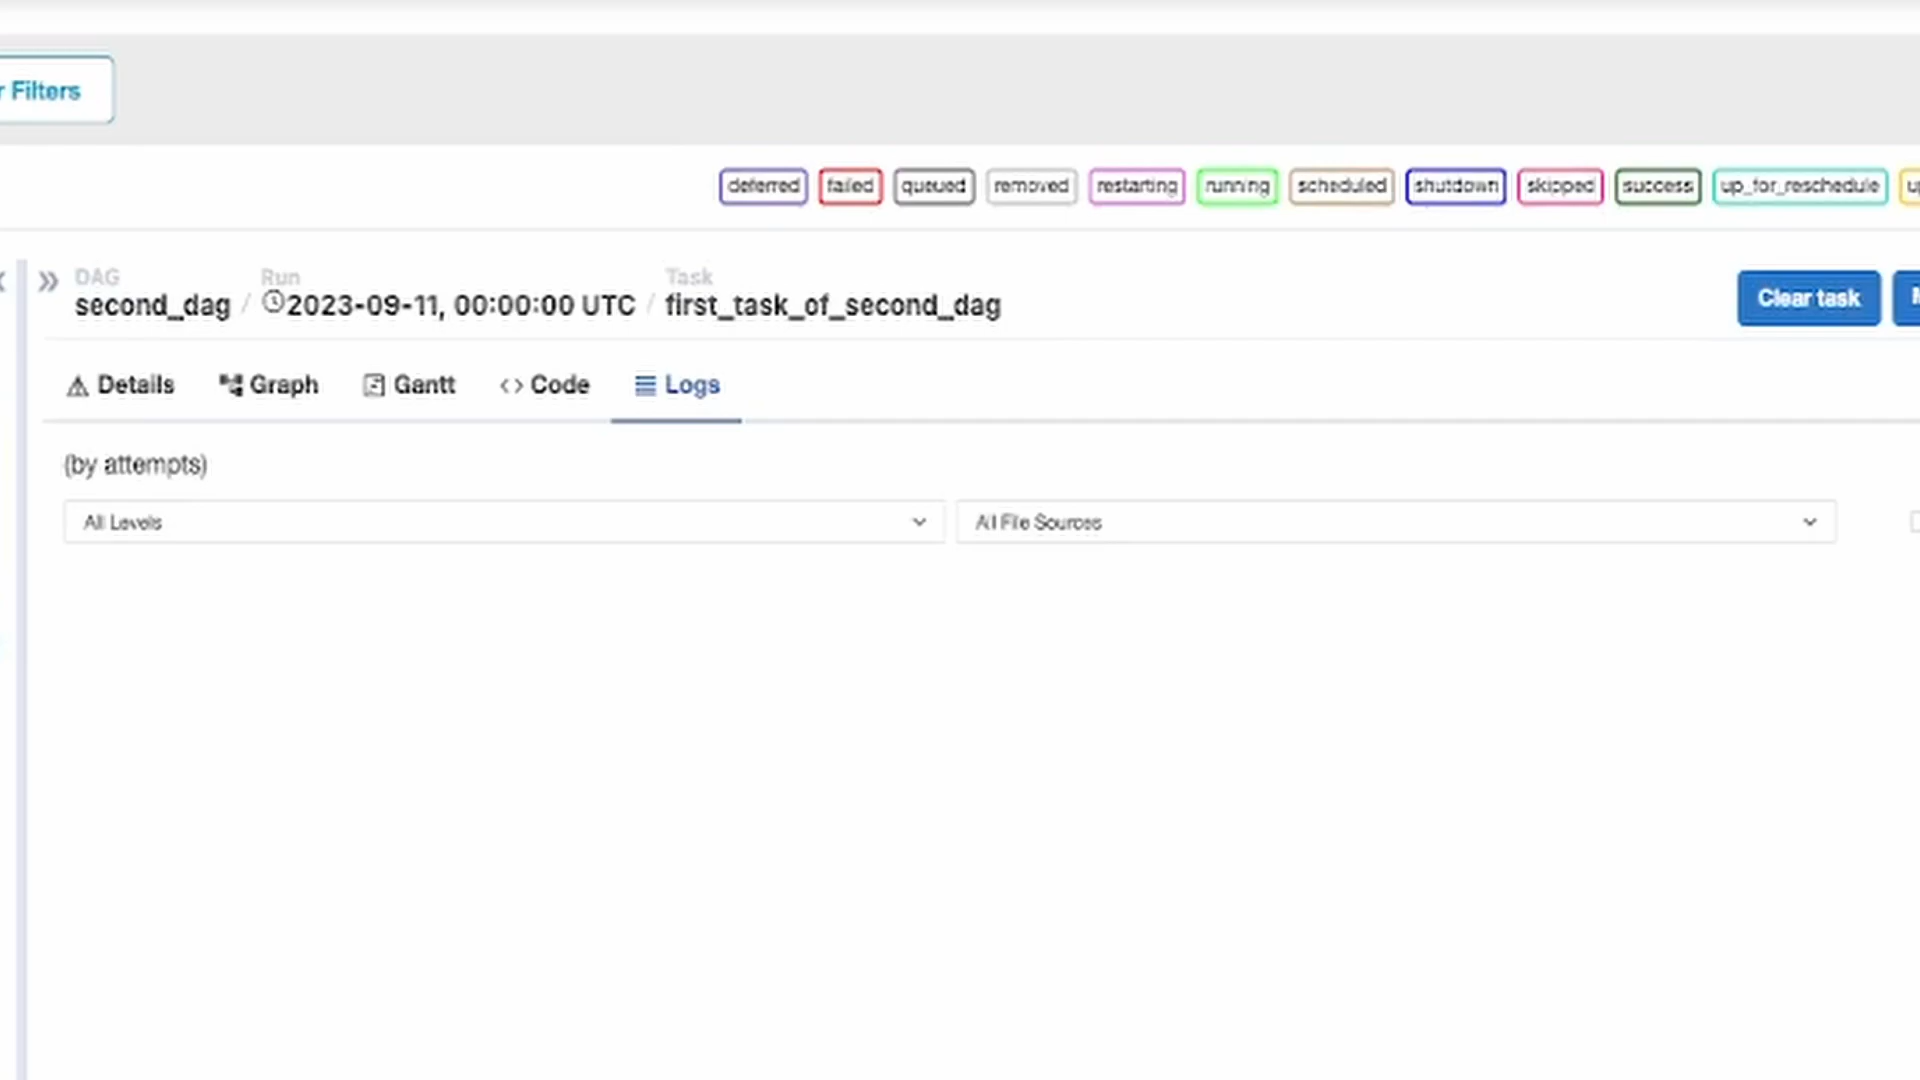 r Filters
deferred failed queued removed restarting running scheduled shutdown skipped success up_for_reschedule up
DAG Run Task
second_dag / 2023-09-11, 00:00:00 UTC / first_task_of_second_dag
Clear task
Details Graph Gantt Code Logs
(by attempts)
All Levels All File Sources